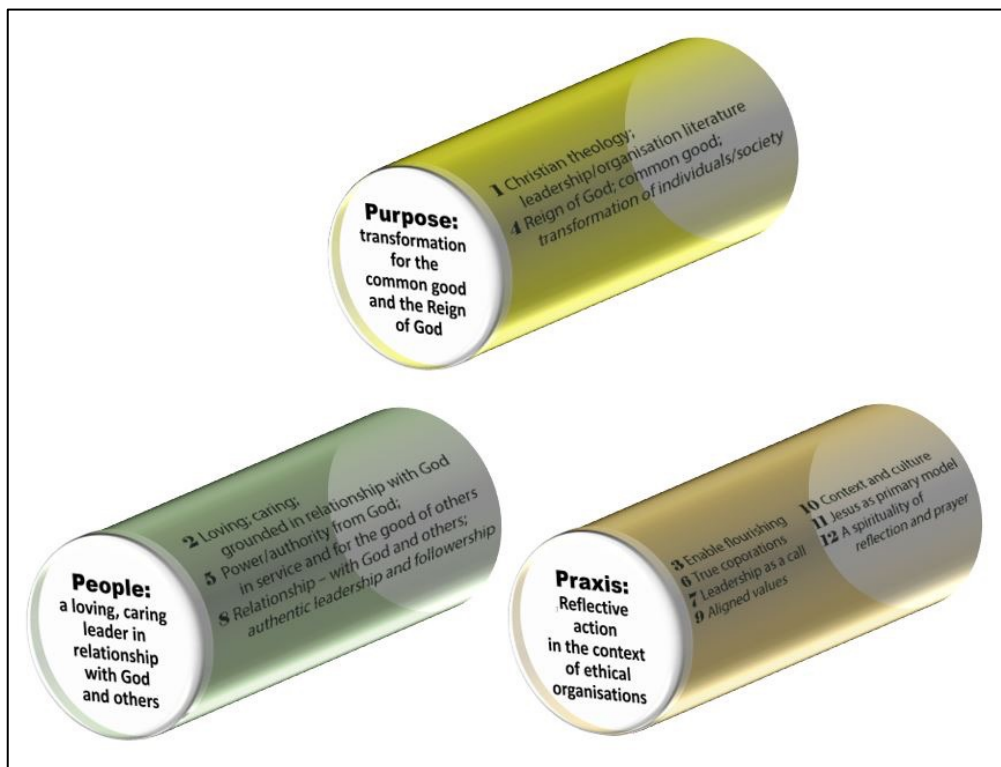 Purpose:
transformation
for the
common good
and the Reign
of God
1 Christian theology;
leadership/organisation literature
4 Reign of God; common good;
transformation of individuals/society
People:
a loving, caring
leader in
relationship
with God
and others
2 Loving; caring;
grounded in relationship with God
5 Power/authority from God;
in service and for the good of others
8 Relationship – with God and others;
authentic leadership and followership
Praxis:
Reflective
action
in the context
of ethical
organisations
3 Enable flourishing
6 True coporations
7 Leadership as a call
9 Aligned values
10 Context and culture
11 Jesus as primary model
12 A spirituality of
reflection and prayer